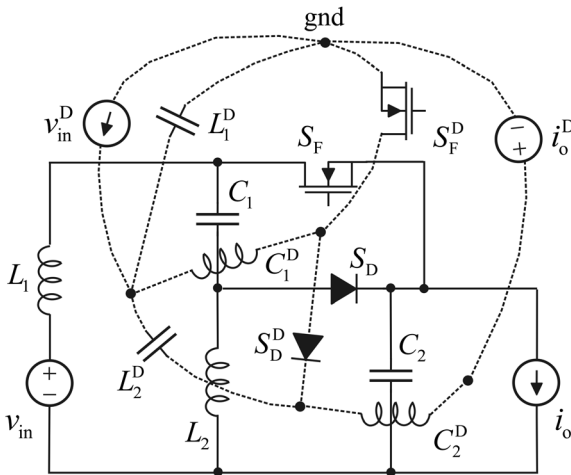 gnd
v_in^D
L_1^D
S_F
S_F^D
i_o^D
C_1
C_1^D
S_D
L_1
S_D^D
C_2
L_2^D
v_in
L_2
C_2^D
i_o